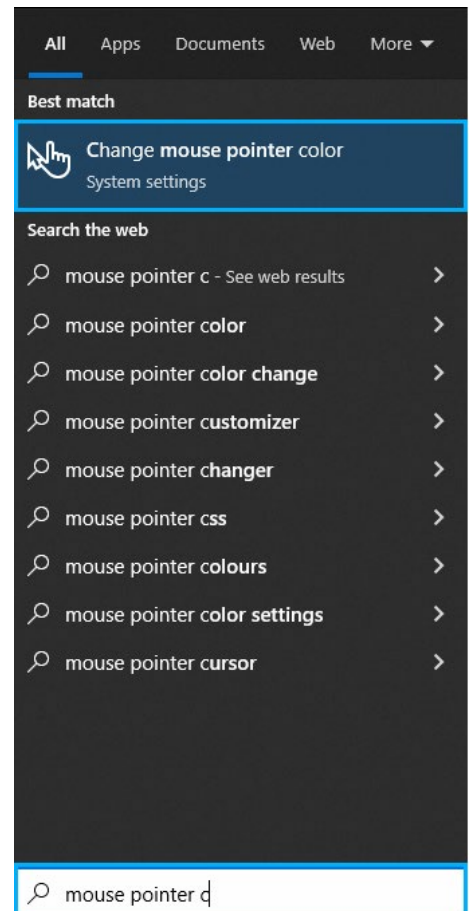 All Apps Documents Web More
Best match
Change mouse pointer color
System settings
Search the web
mouse pointer c - See web results
mouse pointer color
mouse pointer color change
mouse pointer customizer
mouse pointer changer
mouse pointer css
mouse pointer colours
mouse pointer color settings
mouse pointer cursor
mouse pointer c